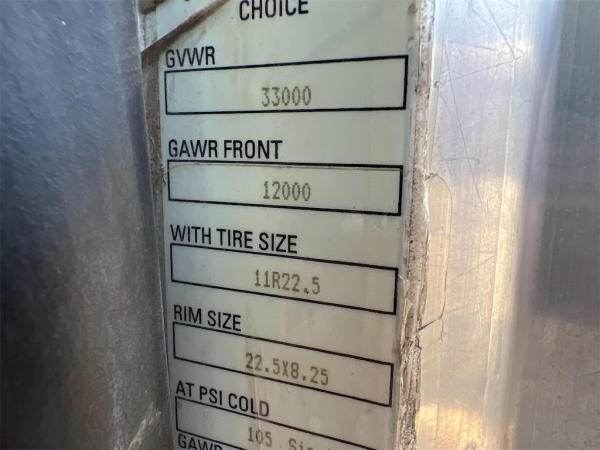 CHOICE
GVWR
33000
GAWR FRONT
12000
WITH TIRE SIZE
11R22.5
RIM SIZE
22.5X8.25
AT PSI COLD
105
GAWR